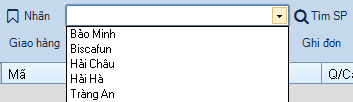 Nhãn
Tìm SP
Bảo Minh
Biscafun
Hải Châu
Hải Hà
Tràng An
Giao hàng
Ghi đơn
Mã